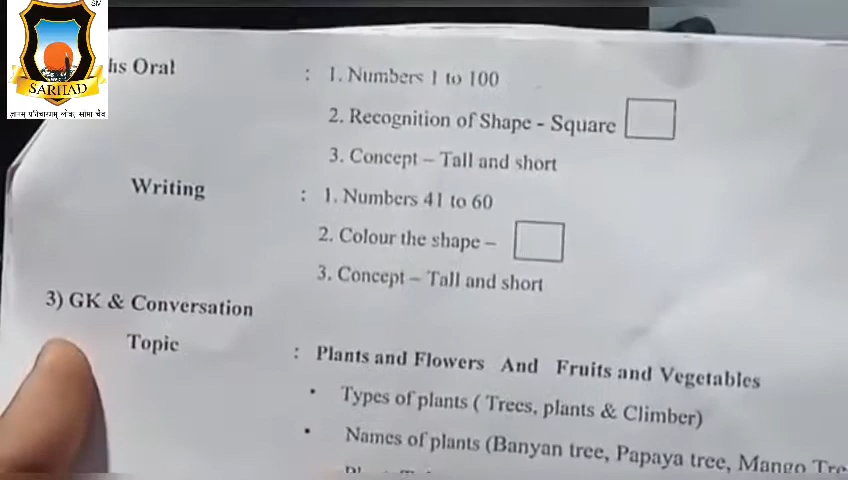 SM
SARHAD
hs Oral : 1. Numbers 1 to 100
2. Recognition of Shape - Square
3. Concept – Tall and short
Writing : 1. Numbers 41 to 60
2. Colour the shape –
3. Concept – Tall and short
3) GK & Conversation
Topic : Plants and Flowers And Fruits and Vegetables
• Types of plants ( Trees, plants & Climber)
• Names of plants (Banyan tree, Papaya tree, Mango Tre